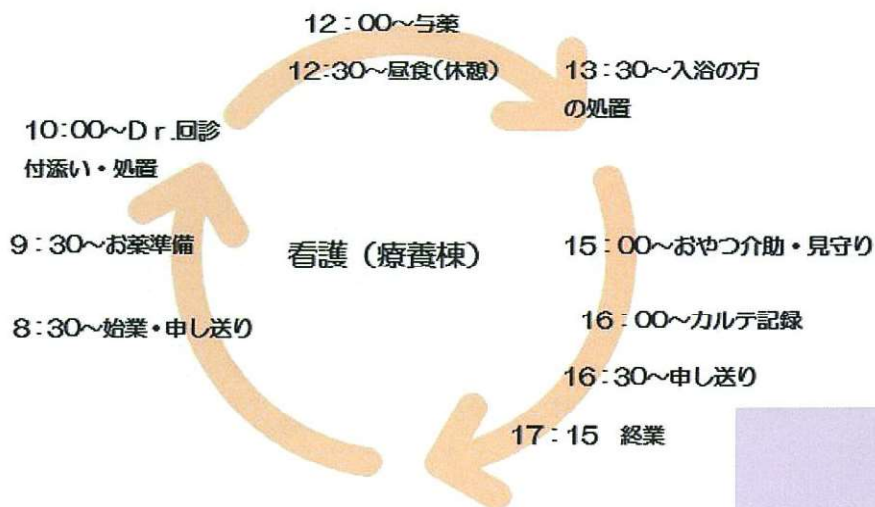 12：00～与薬
12:30～昼食(休憩)
13：30～入浴の方
の処置
10:00～Ｄｒ.回診
付添い・処置
9：30～お薬準備
看護（療養棟）
15：00～おやつ介助・見守り
8:30～始業・申し送り
16：00～カルテ記録
16:30～申し送り
17：15　終業